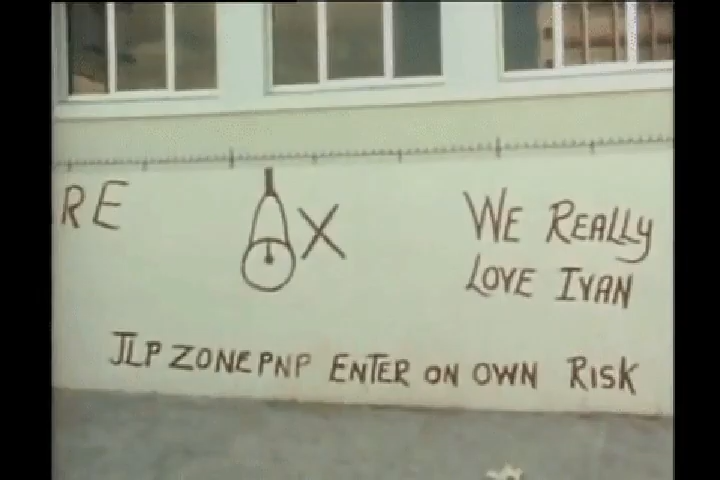 RE
X
WE REALLY
LOVE IVAN
JLP ZONE PNP ENTER ON OWN RISK